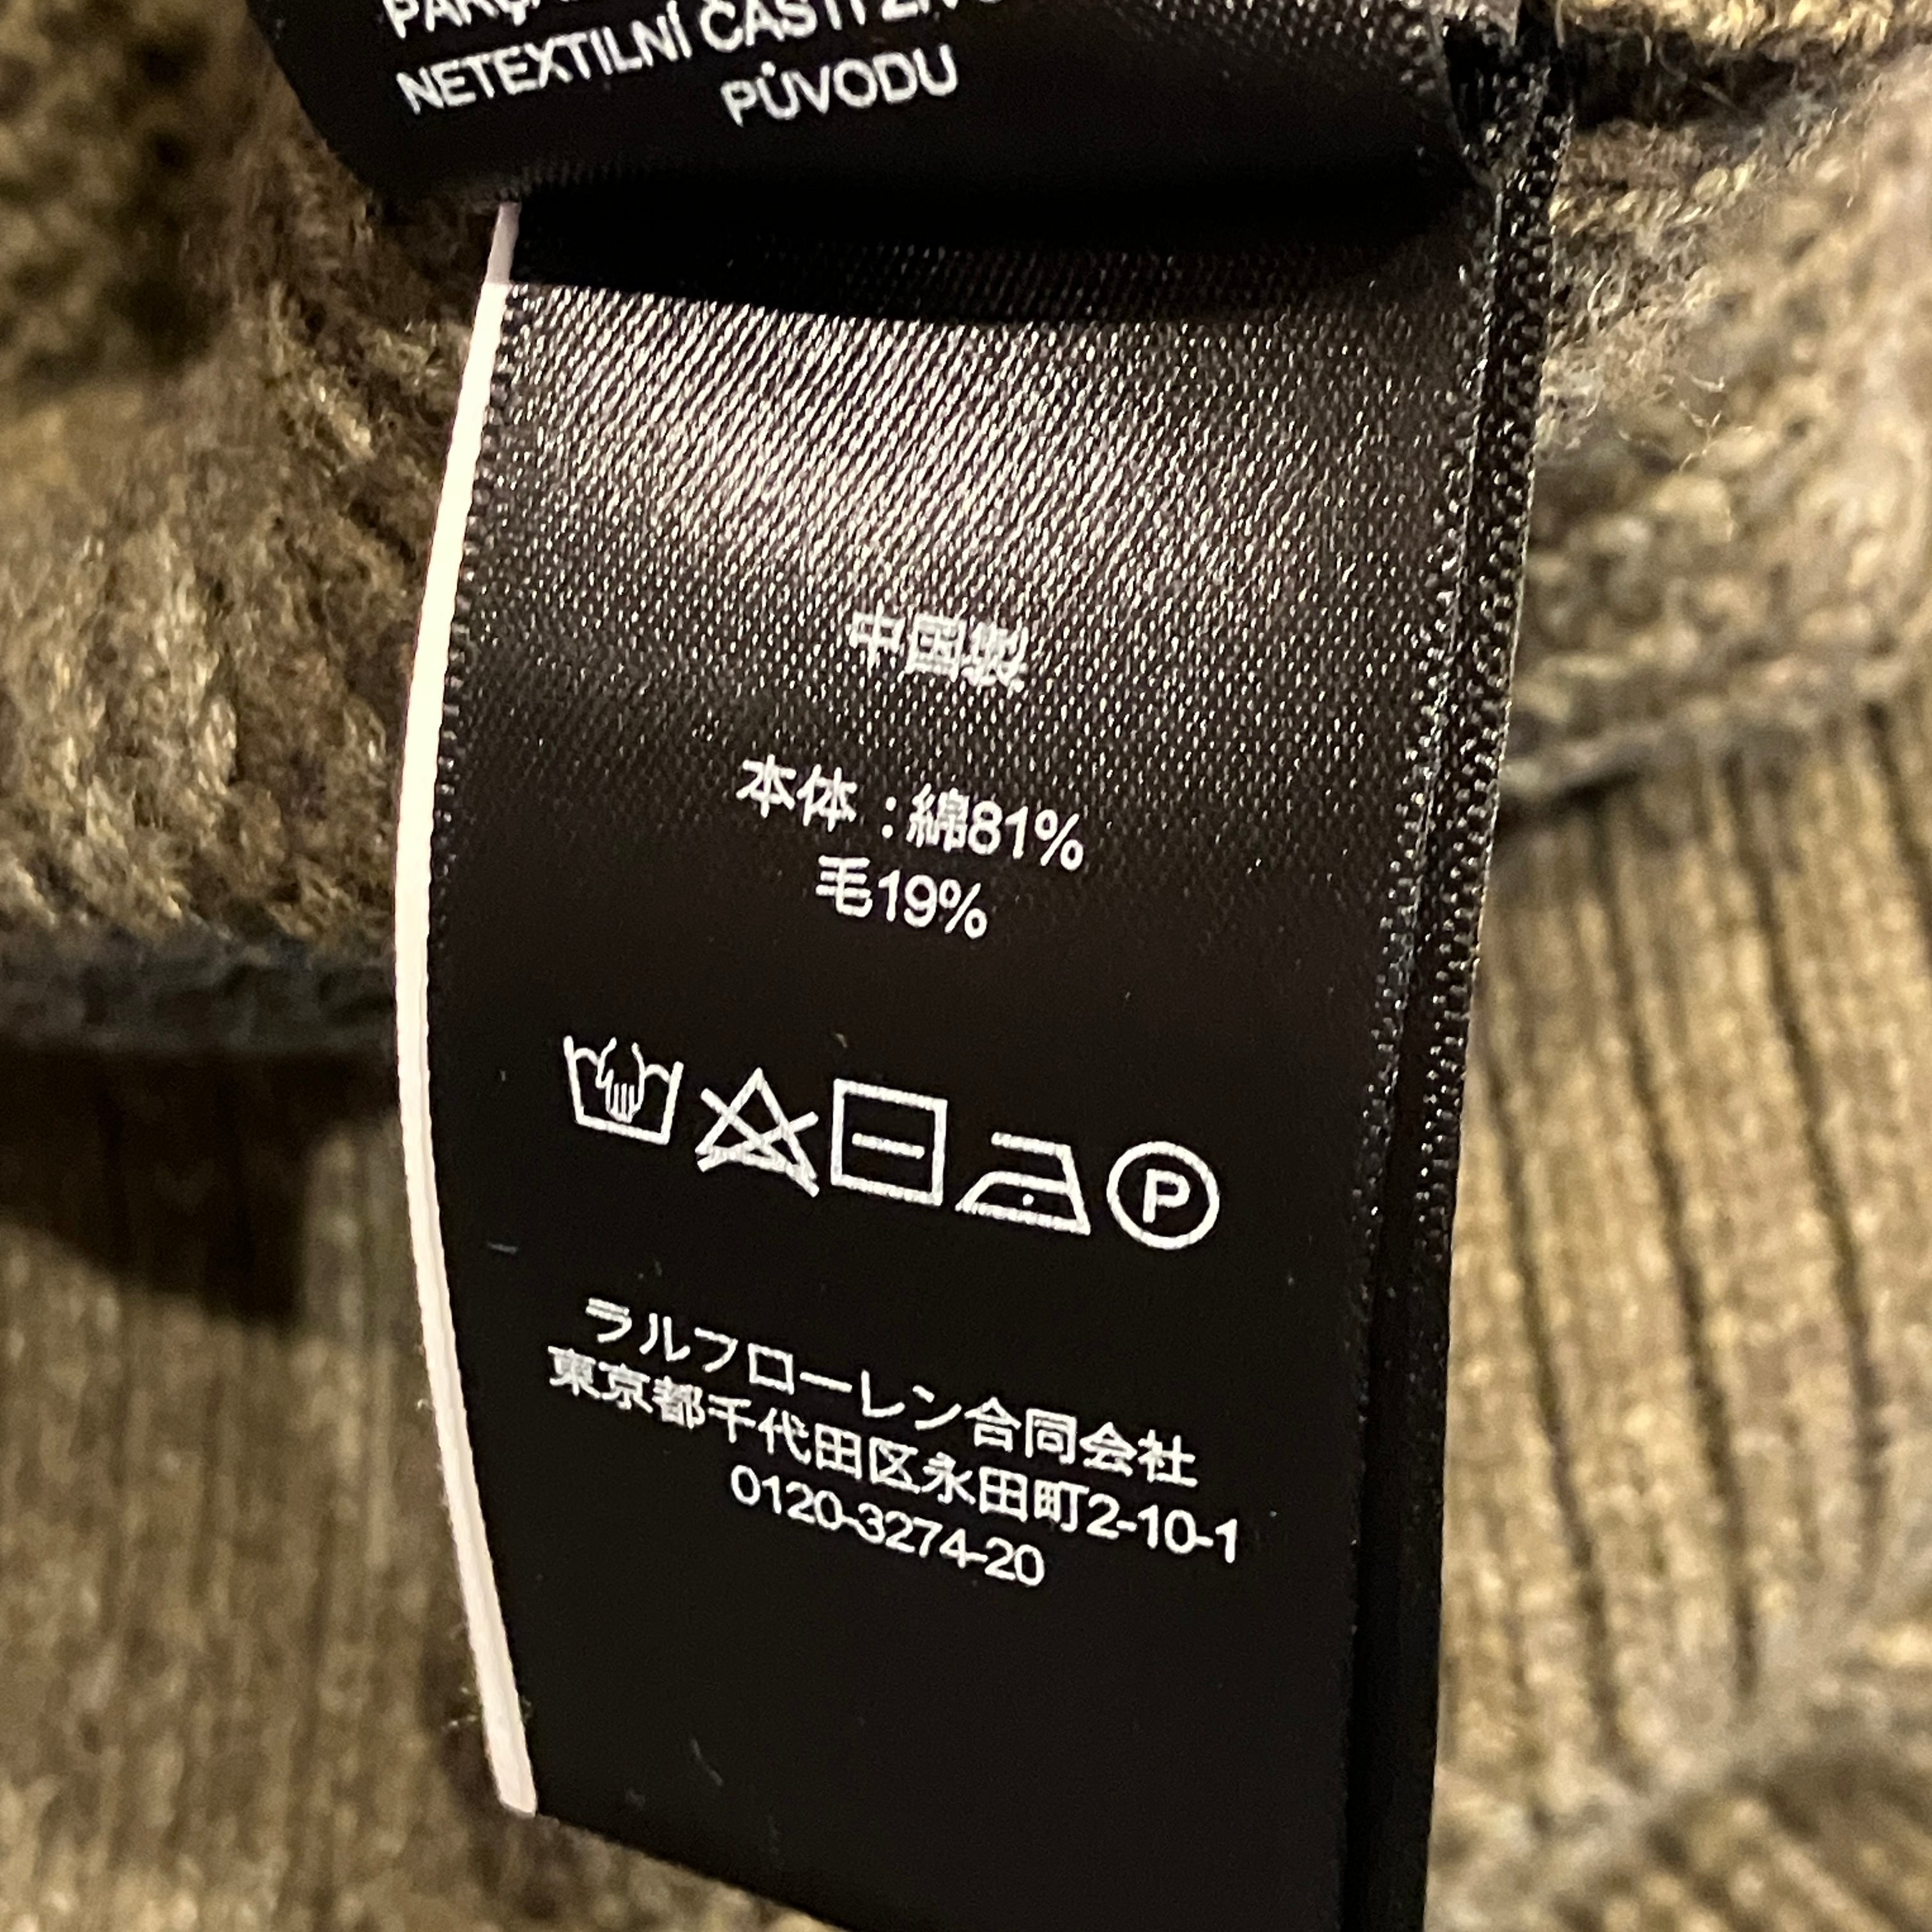 NETEXTILNÍ ČÁSTI
PŮVODU
中国製
本体：綿81%
毛19%
P
ラルフローレン合同会社
東京都千代田区永田町2-10-1
0120-3274-20